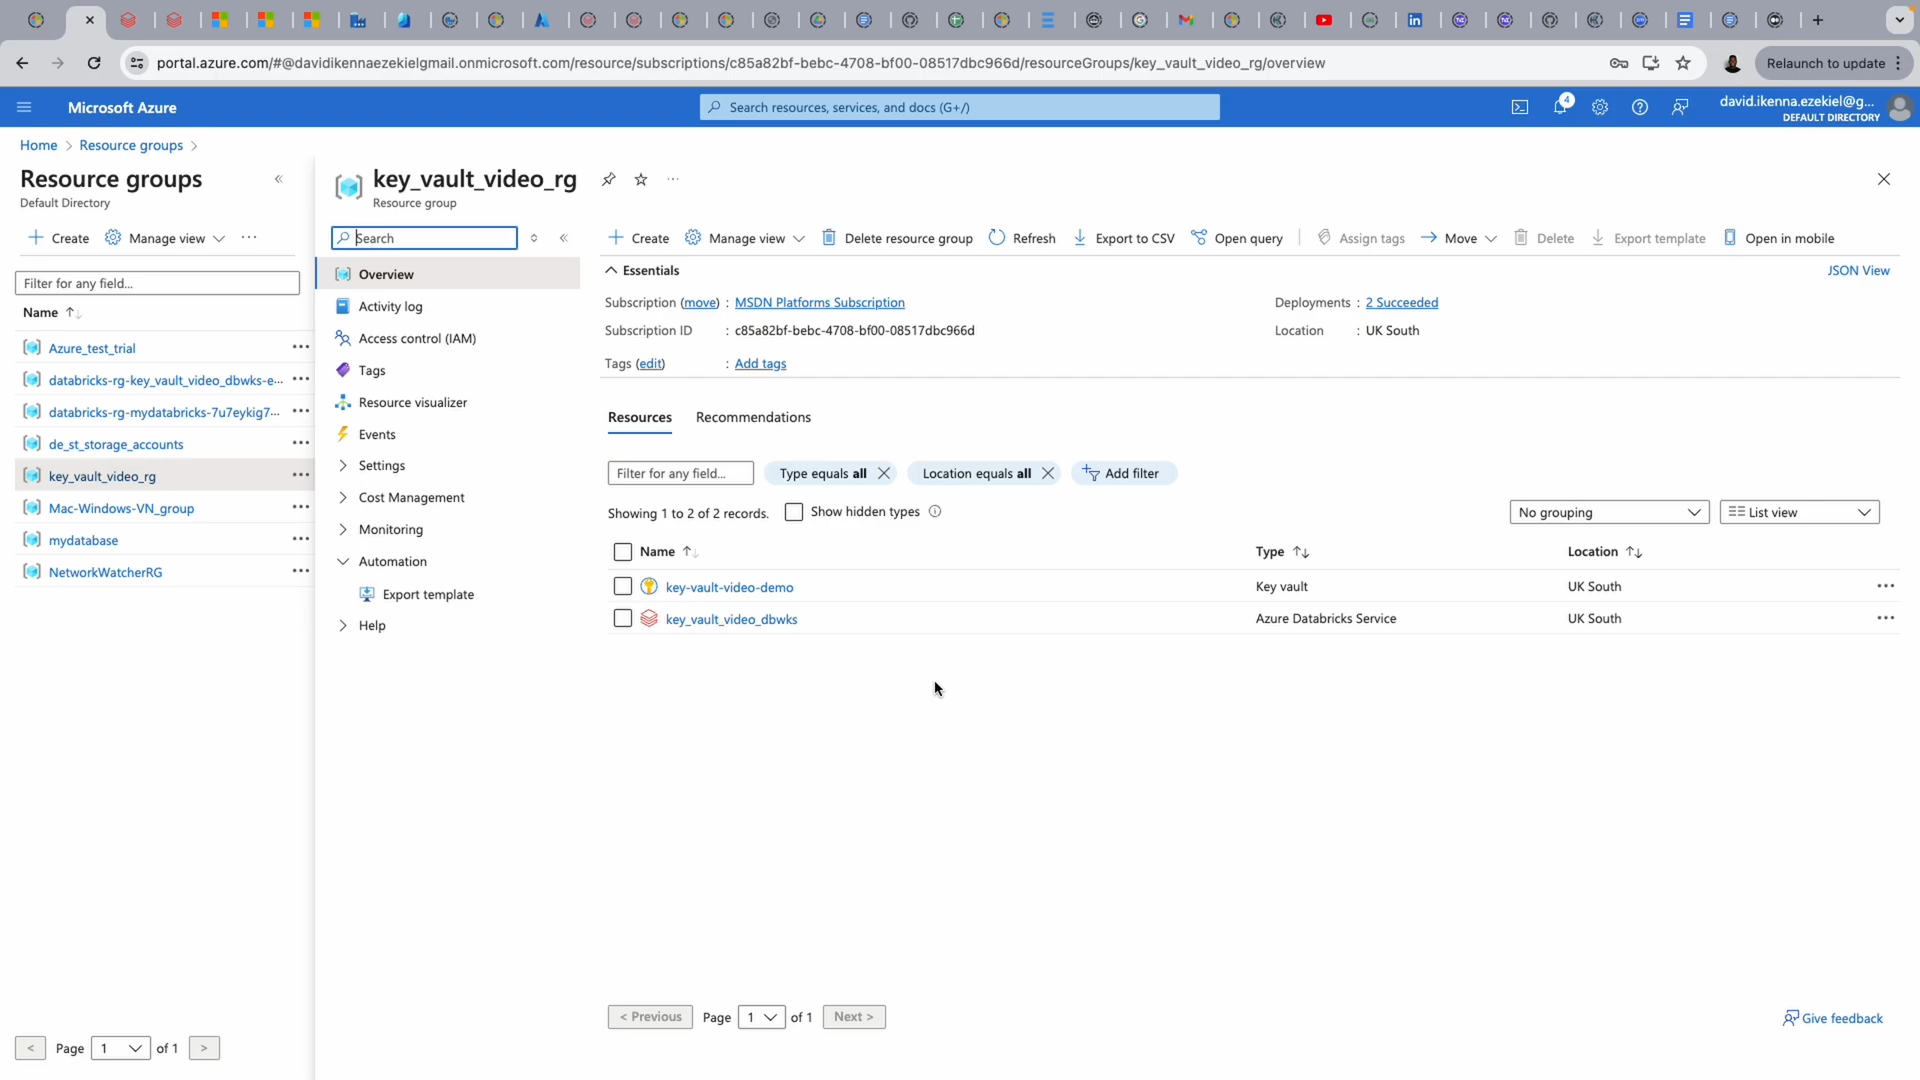 portal.azure.com/#@davidikennaezekielgmail.onmicrosoft.com/resource/subscriptions/c85a82bf-bebc-4708-bf00-08517dbc966d/resourceGroups/key_vault_video_rg/overview
Relaunch to update
Microsoft Azure
Search resources, services, and docs (G+/)
4
david.ikenna.ezekiel@g...
DEFAULT DIRECTORY
Home > Resource groups >
Resource groups
Default Directory
Create
Manage view
Filter for any field...
Name
Azure_test_trial
databricks-rg-key_vault_video_dbwks-e...
databricks-rg-mydatabricks-7u7eykig7...
de_st_storage_accounts
key_vault_video_rg
Mac-Windows-VN_group
mydatabase
NetworkWatcherRG
< Page 1 of 1 >
key_vault_video_rg
Resource group
Search
Overview
Activity log
Access control (IAM)
Tags
Resource visualizer
Events
Settings
Cost Management
Monitoring
Automation
Export template
Help
Create Manage view Delete resource group Refresh Export to CSV Open query Assign tags Move Delete Export template Open in mobile
Essentials
JSON View
Subscription (move) : MSDN Platforms Subscription
Deployments : 2 Succeeded
Subscription ID : c85a82bf-bebc-4708-bf00-08517dbc966d
Location : UK South
Tags (edit) : Add tags
Resources Recommendations
Filter for any field... Type equals all Location equals all Add filter
Showing 1 to 2 of 2 records. Show hidden types
No grouping List view
Name Type Location
key-vault-video-demo Key vault UK South
key_vault_video_dbwks Azure Databricks Service UK South
< Previous Page 1 of 1 Next >
Give feedback